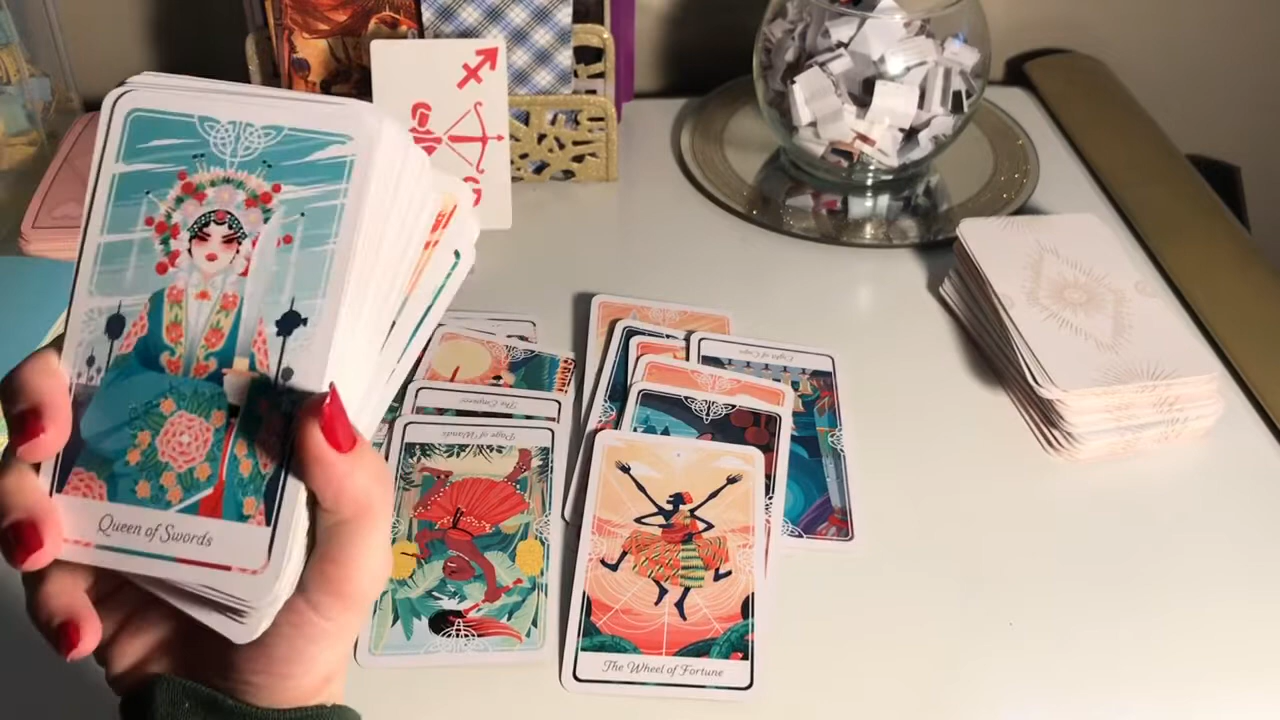 Queen of Swords
The Emperor
Page of Wands
Eight of Cups
The Wheel of Fortune